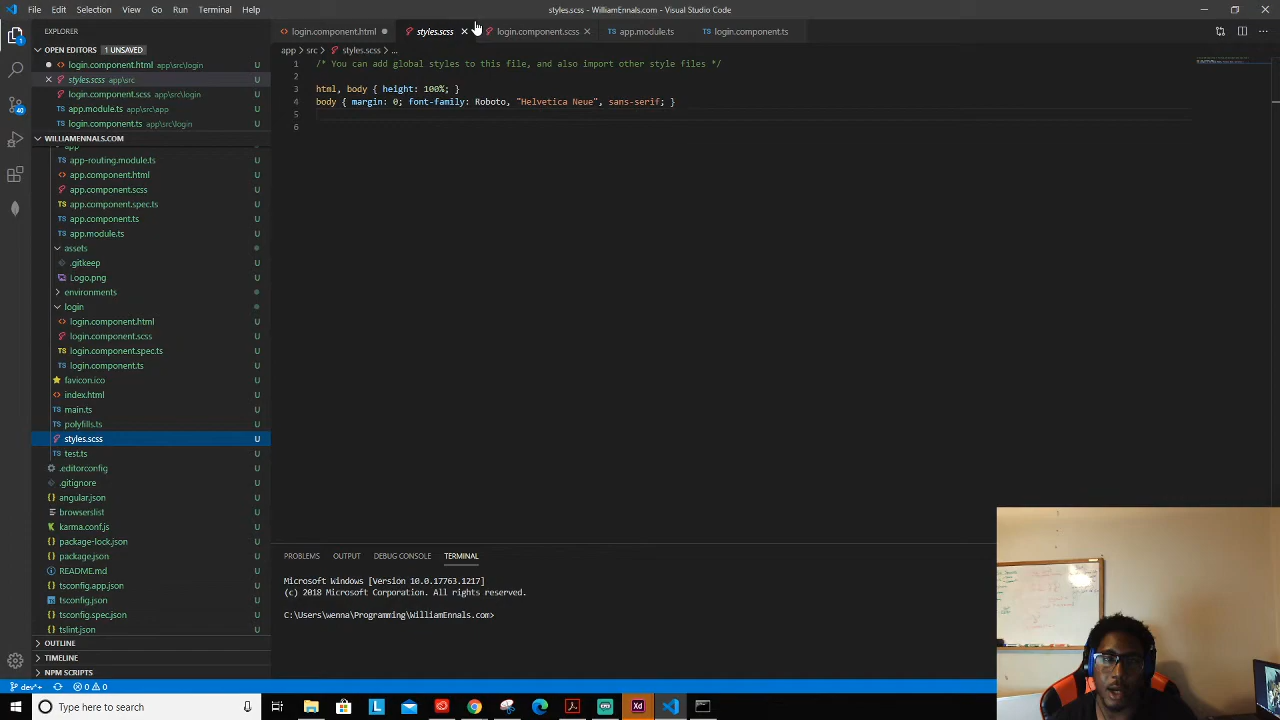 File Edit Selection View Go Run Terminal Help
styles.scss - WilliamEnnals.com - Visual Studio Code
EXPLORER
OPEN EDITORS 1 UNSAVED
login.component.html app\src\login
styles.scss app\src
login.component.scss app\src\login
app.module.ts app\src\app
login.component.ts app\src\login
WILLIAMENNALS.COM
app
app-routing.module.ts U
app.component.html U
app.component.scss U
app.component.spec.ts U
app.component.ts U
app.module.ts U
assets
.gitkeep U
Logo.png U
environments
login
login.component.html U
login.component.scss U
login.component.spec.ts U
login.component.ts U
favicon.ico U
index.html U
main.ts U
polyfills.ts U
styles.scss U
test.ts U
.editorconfig U
.gitignore U
angular.json U
browserslist U
karma.conf.js U
package-lock.json U
package.json U
README.md U
tsconfig.app.json U
tsconfig.json U
tsconfig.spec.json U
tslint.json U
OUTLINE
TIMELINE
NPM SCRIPTS
login.component.html styles.scss login.component.scss app.module.ts login.component.ts
app > src > styles.scss > ...
1 /* You can add global styles to this file, and also import other style files */
2
3 html, body { height: 100%; }
4 body { margin: 0; font-family: Roboto, "Helvetica Neue", sans-serif; }
5
6
PROBLEMS OUTPUT DEBUG CONSOLE TERMINAL
Microsoft Windows [Version 10.0.17763.1217]
(c) 2018 Microsoft Corporation. All rights reserved.
C:\Users\wenna\Programming\WilliamEnnals.com>
dev*+ 0 0
Type here to search